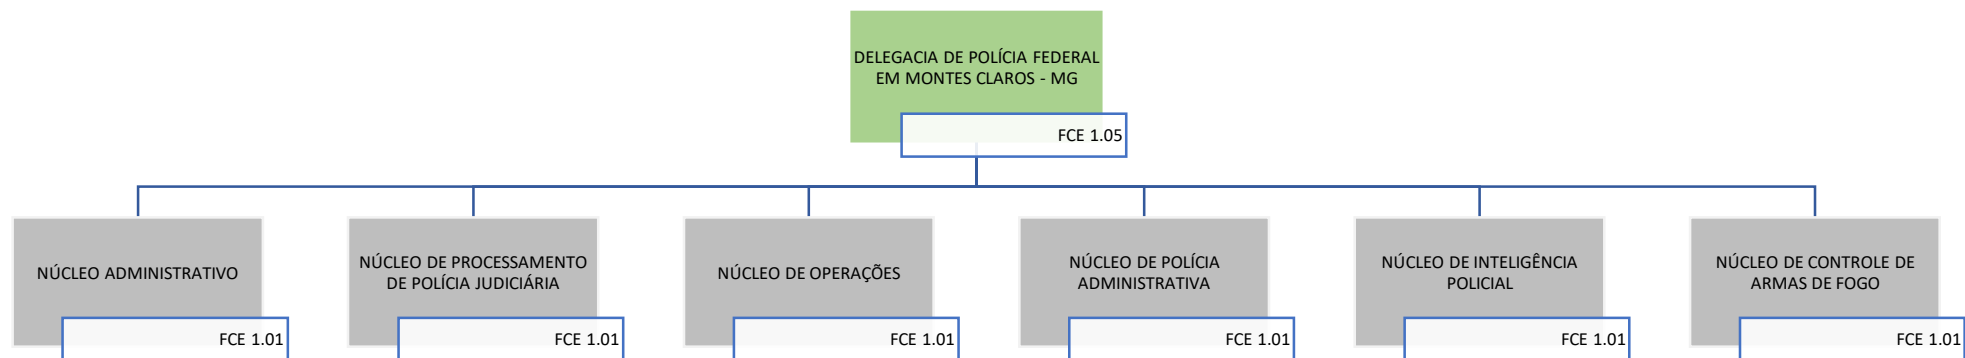 DELEGACIA DE POLÍCIA FEDERAL
EM MONTES CLAROS - MG
FCE 1.05
NÚCLEO ADMINISTRATIVO
FCE 1.01
NÚCLEO DE PROCESSAMENTO
DE POLÍCIA JUDICIÁRIA
FCE 1.01
NÚCLEO DE OPERAÇÕES
FCE 1.01
NÚCLEO DE POLÍCIA
ADMINISTRATIVA
FCE 1.01
NÚCLEO DE INTELIGÊNCIA
POLICIAL
FCE 1.01
NÚCLEO DE CONTROLE DE
ARMAS DE FOGO
FCE 1.01